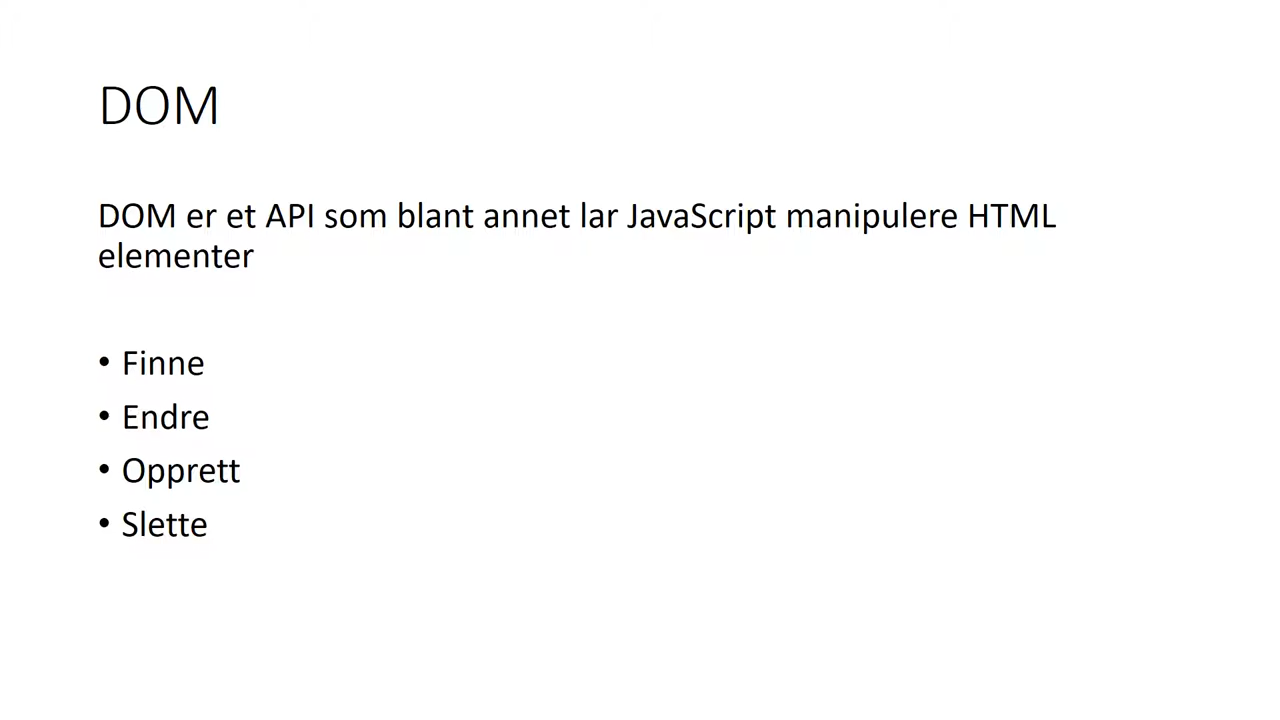 DOM
DOM er et API som blant annet lar JavaScript manipulere HTML
elementer
• Finne
• Endre
• Opprett
• Slette